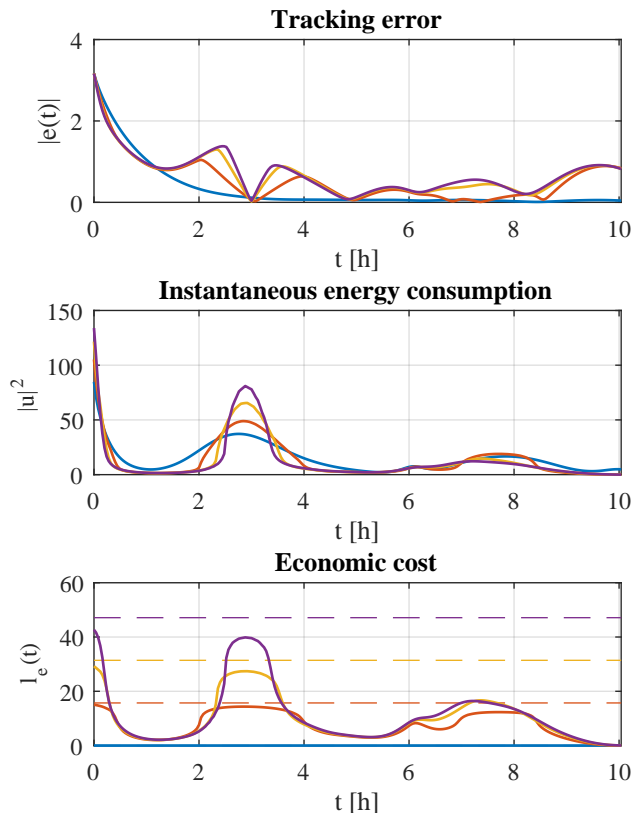 Tracking error
4
2
0
|e(t)|
0 2 4 6 8 10
t [h]
Instantaneous energy consumption
150
100
50
0
|u|²
0 2 4 6 8 10
t [h]
Economic cost
60
40
20
0
l_e(t)
0 2 4 6 8 10
t [h]